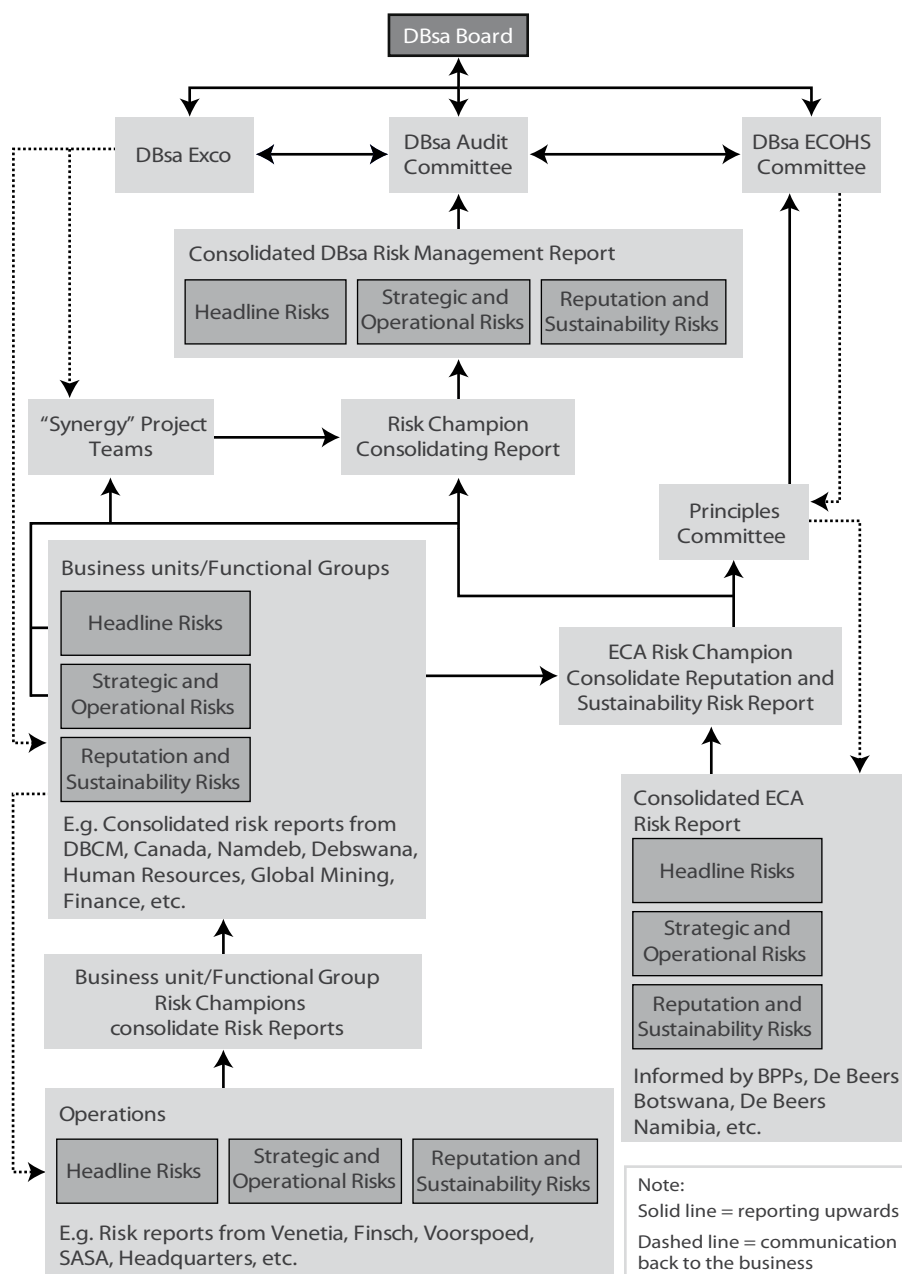 DBsa Board
DBsa Exco
DBsa Audit
Committee
DBsa ECOHS
Committee
Consolidated DBsa Risk Management Report
Headline Risks
Strategic and
Operational Risks
Reputation and
Sustainability Risks
“Synergy” Project
Teams
Risk Champion
Consolidating Report
Principles
Committee
Business units/Functional Groups
Headline Risks
Strategic and
Operational Risks
Reputation and
Sustainability Risks
E.g. Consolidated risk reports from
DBCM, Canada, Namdeb, Debswana,
Human Resources, Global Mining,
Finance, etc.
ECA Risk Champion
Consolidate Reputation and
Sustainability Risk Report
Consolidated ECA
Risk Report
Headline Risks
Strategic and
Operational Risks
Reputation and
Sustainability Risks
Informed by BPPs, De Beers
Botswana, De Beers
Namibia, etc.
Business unit/Functional Group
Risk Champions
consolidate Risk Reports
Operations
Headline Risks
Strategic and
Operational Risks
Reputation and
Sustainability Risks
E.g. Risk reports from Venetia, Finsch, Voorspoed,
SASA, Headquarters, etc.
Note:
Solid line = reporting upwards
Dashed line = communication
back to the business